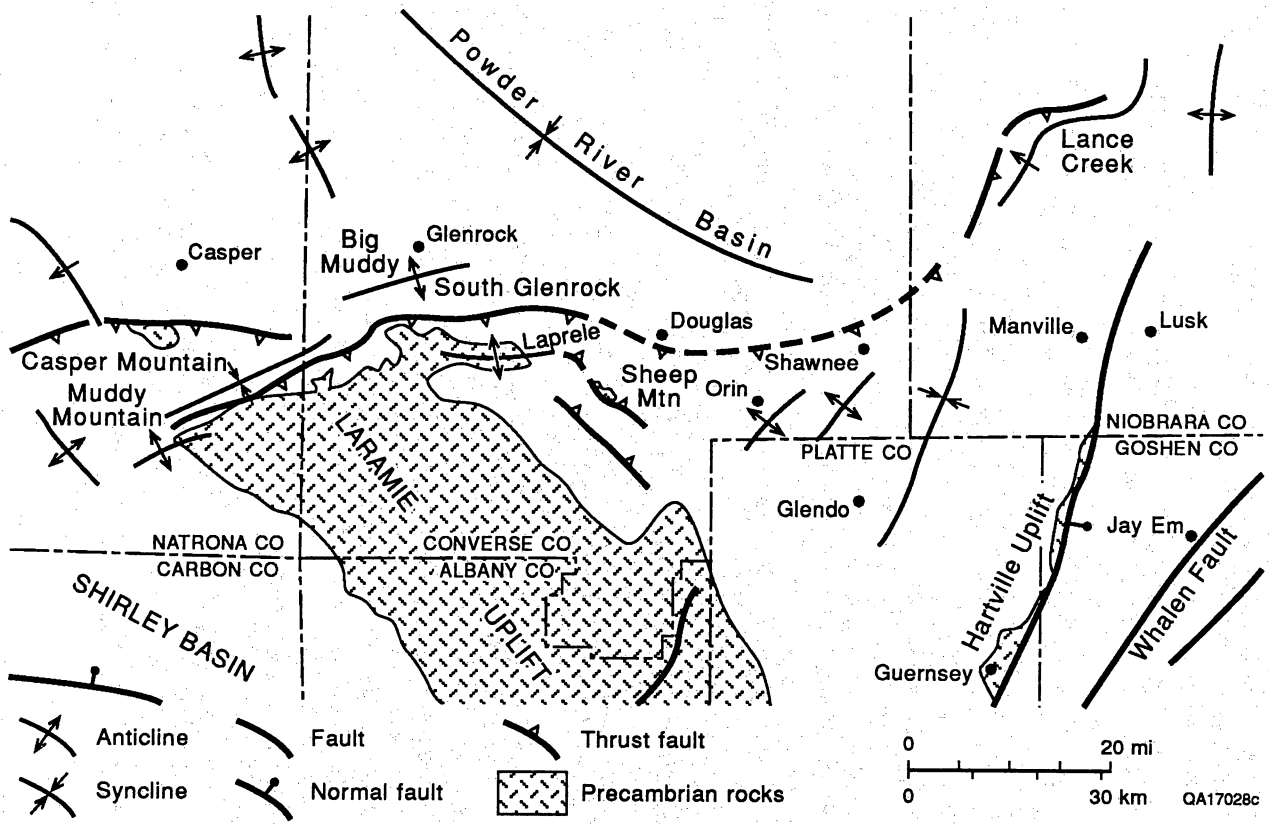 Powder River Basin
Lance
Creek
Casper
Big
Muddy
Glenrock
South Glenrock
Douglas
Manville
Lusk
Casper Mountain
Laprele
Shawnee
Muddy
Mountain
Sheep
Mtn
Orin
LARAMIE
UPLIFT
PLATTE CO
NIOBRARA CO
GOSHEN CO
Glendo
Hartville Uplift
Jay Em
Whalen Fault
NATRONA CO
CARBON CO
CONVERSE CO
ALBANY CO
SHIRLEY BASIN
Guernsey
Anticline
Fault
Thrust fault
Syncline
Normal fault
Precambrian rocks
0 20 mi
0 30 km
QA17028c